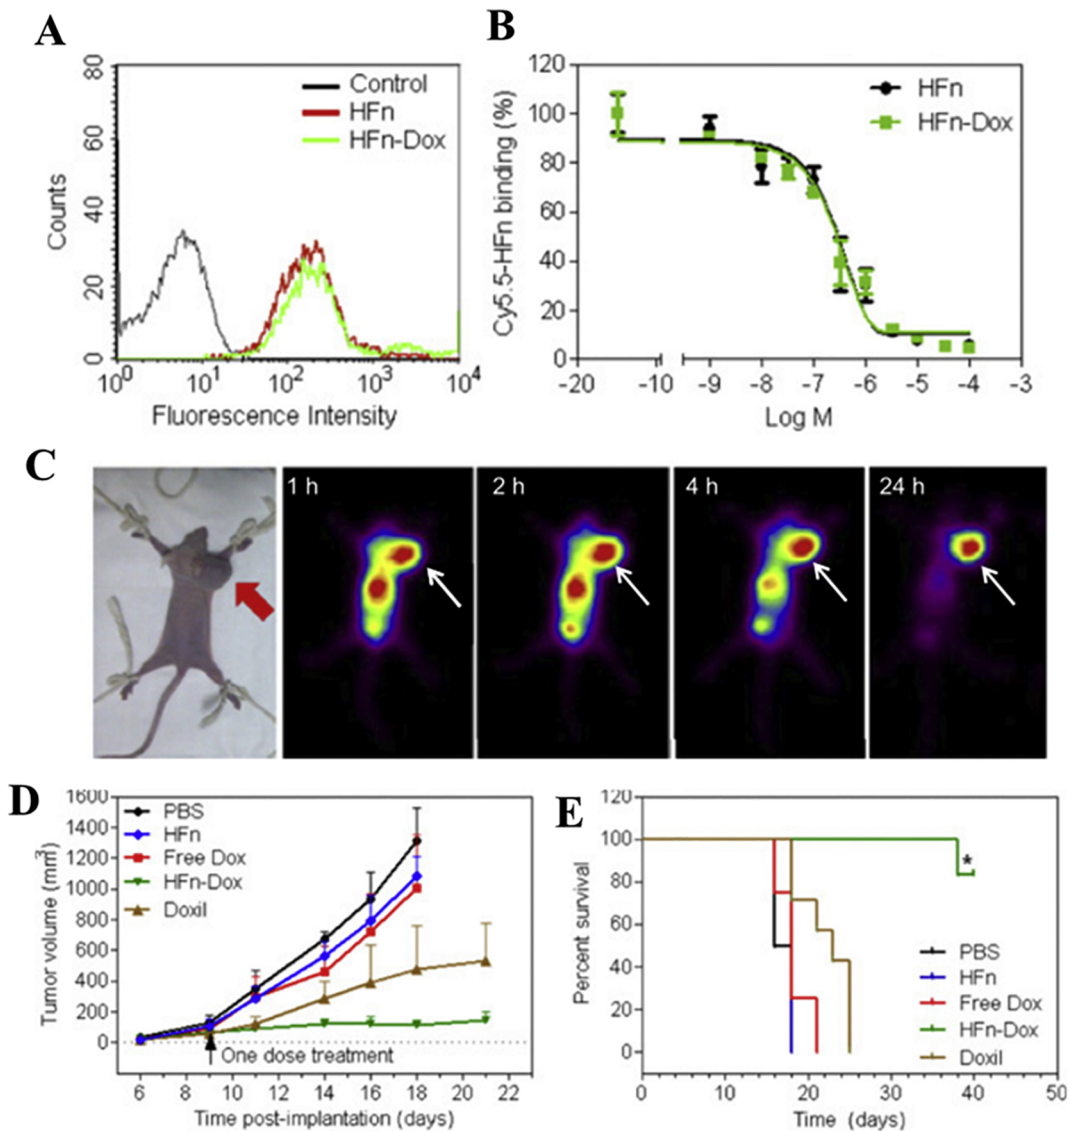 A
80
60
40
20
0
Counts
Control
HFn
HFn-Dox
10^0 10^1 10^2 10^3 10^4
Fluorescence Intensity
B
120
100
80
60
40
20
0
Cy5.5-HFn binding (%)
HFn
HFn-Dox
-20 -10 -9 -8 -7 -6 -5 -4 -3
Log M
C
1 h
2 h
4 h
24 h
D
1600
1400
1200
1000
800
600
400
200
0
Tumor volume (mm³)
PBS
HFn
Free Dox
HFn-Dox
Doxil
One dose treatment
6 8 10 12 14 16 18 20 22
Time post-implantation (days)
E
120
100
80
60
40
20
0
Percent survival
*
PBS
HFn
Free Dox
HFn-Dox
Doxil
0 10 20 30 40 50
Time (days)